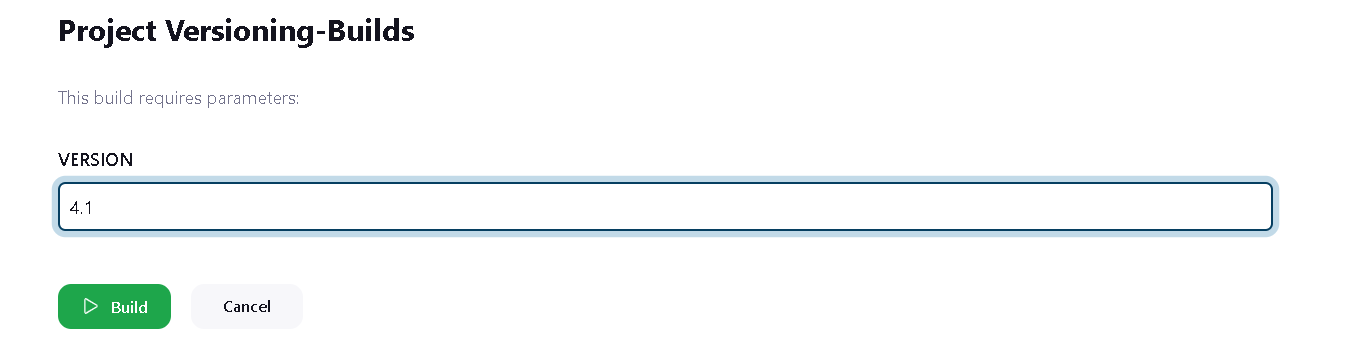 Project Versioning-Builds
This build requires parameters:
VERSION
4.1
Build
Cancel